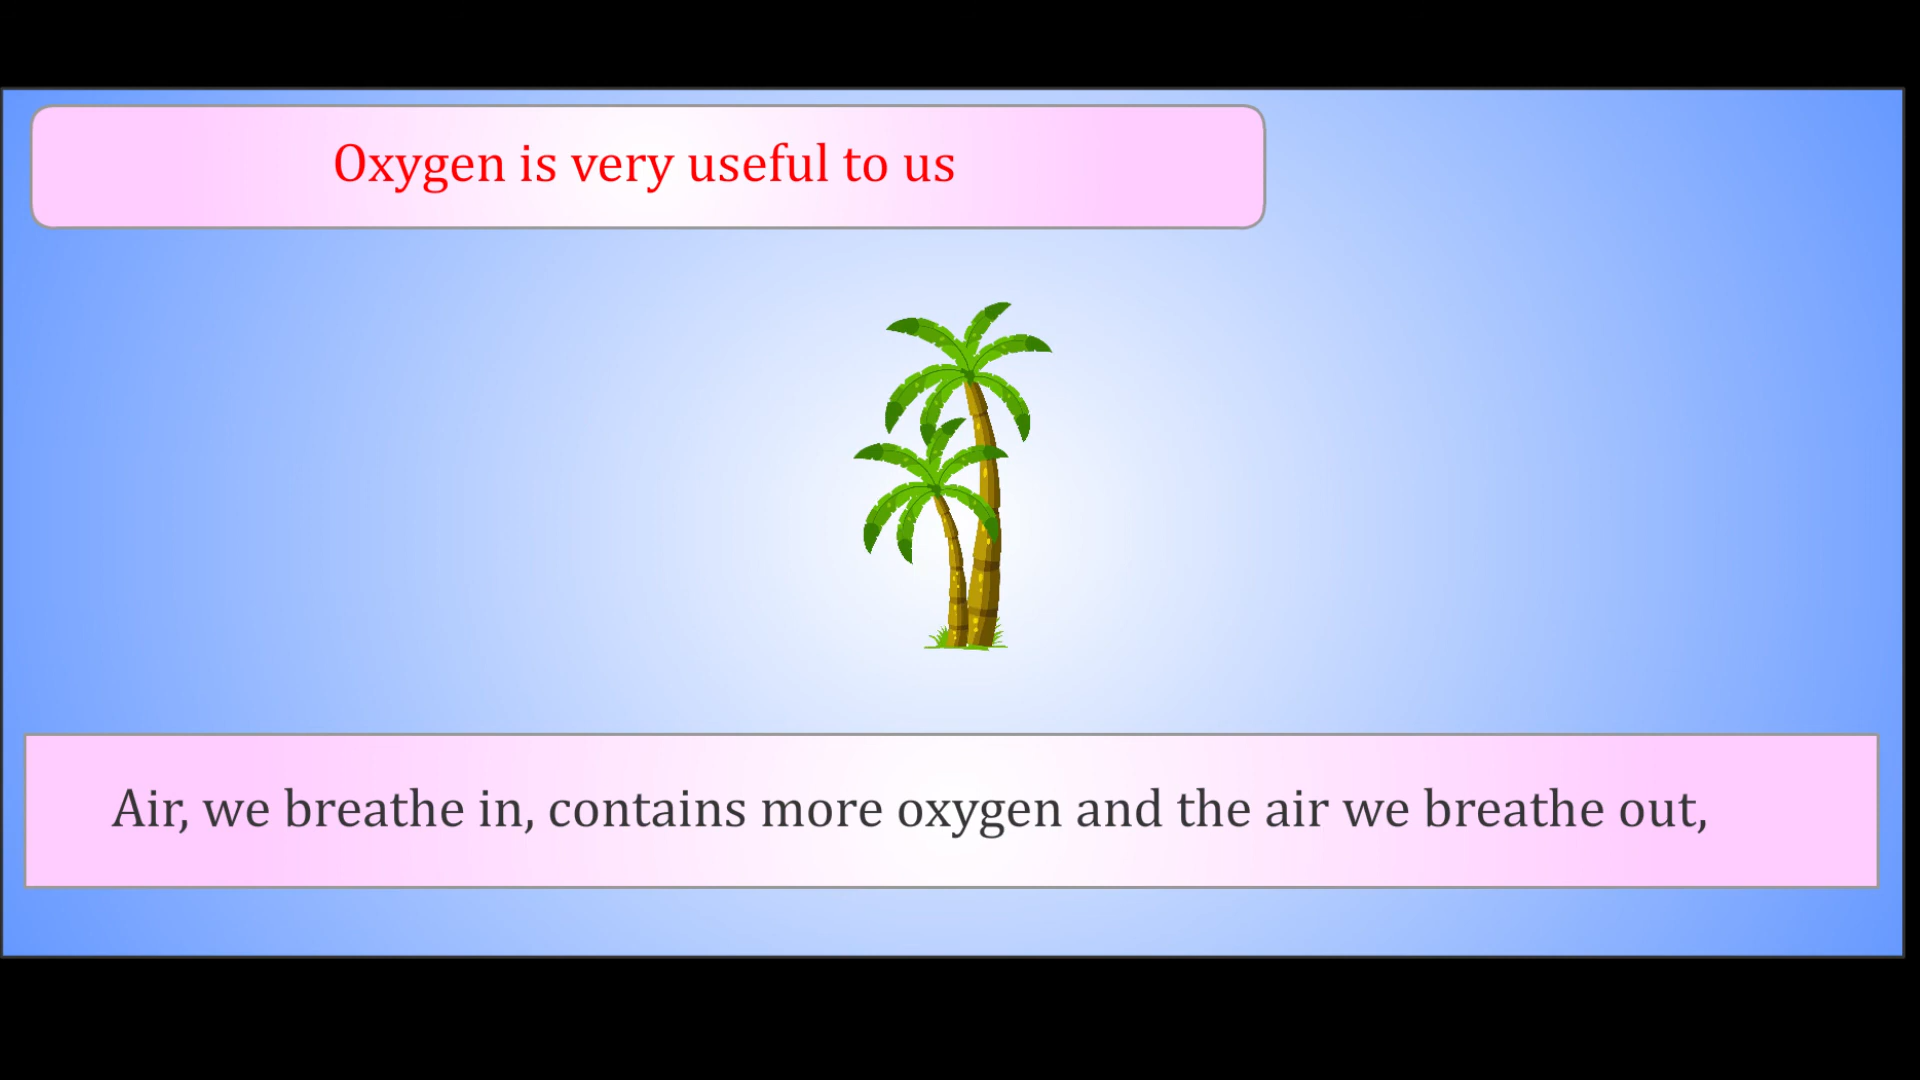 Oxygen is very useful to us
Air, we breathe in, contains more oxygen and the air we breathe out,